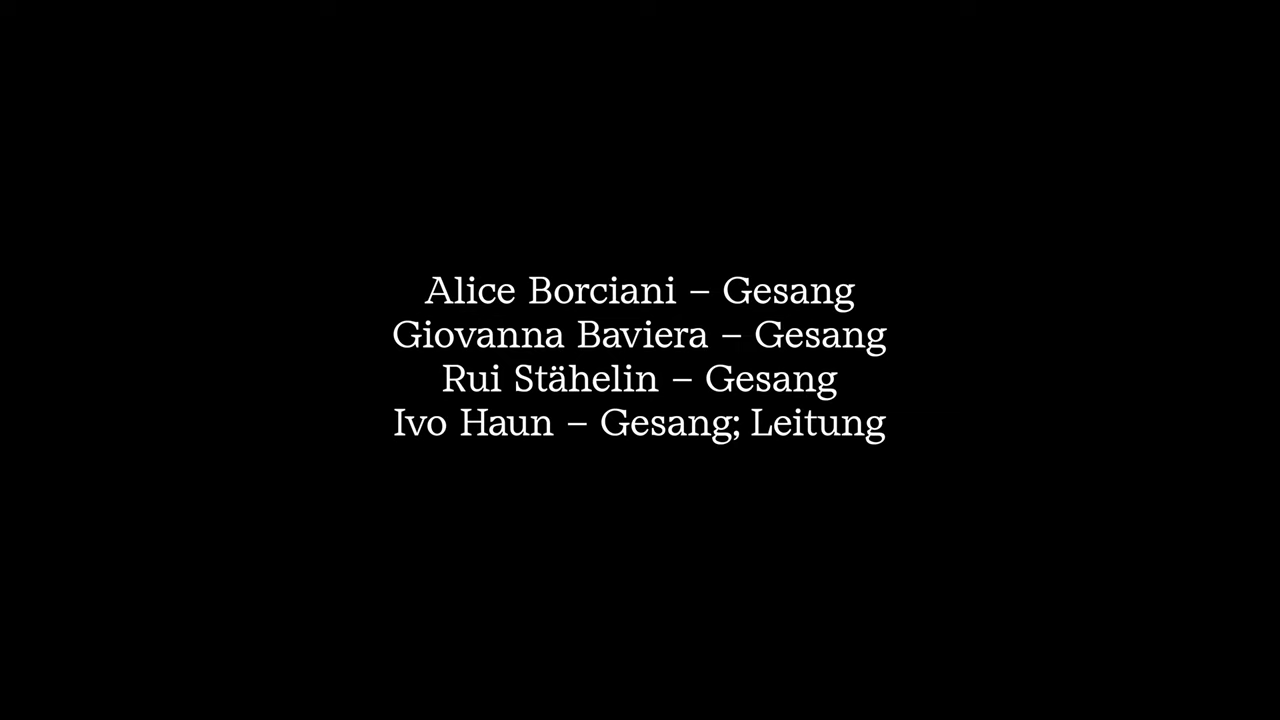 Alice Borciani – Gesang
Giovanna Baviera – Gesang
Rui Stähelin – Gesang
Ivo Haun – Gesang; Leitung